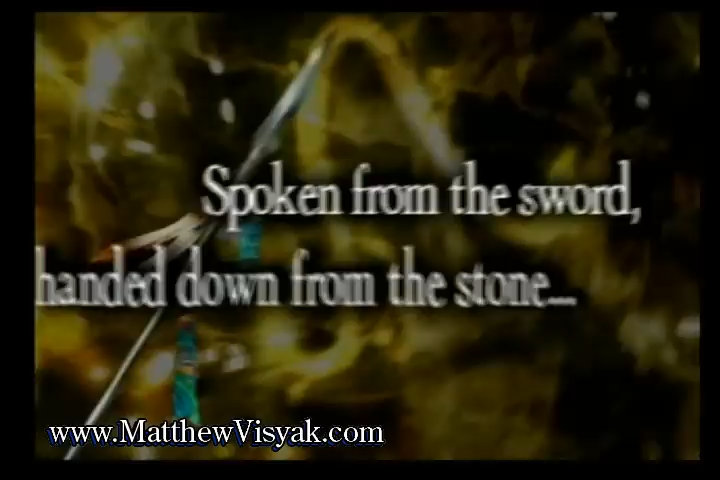 Spoken from the sword,
handed down from the stone...
www.MatthewVisyak.com